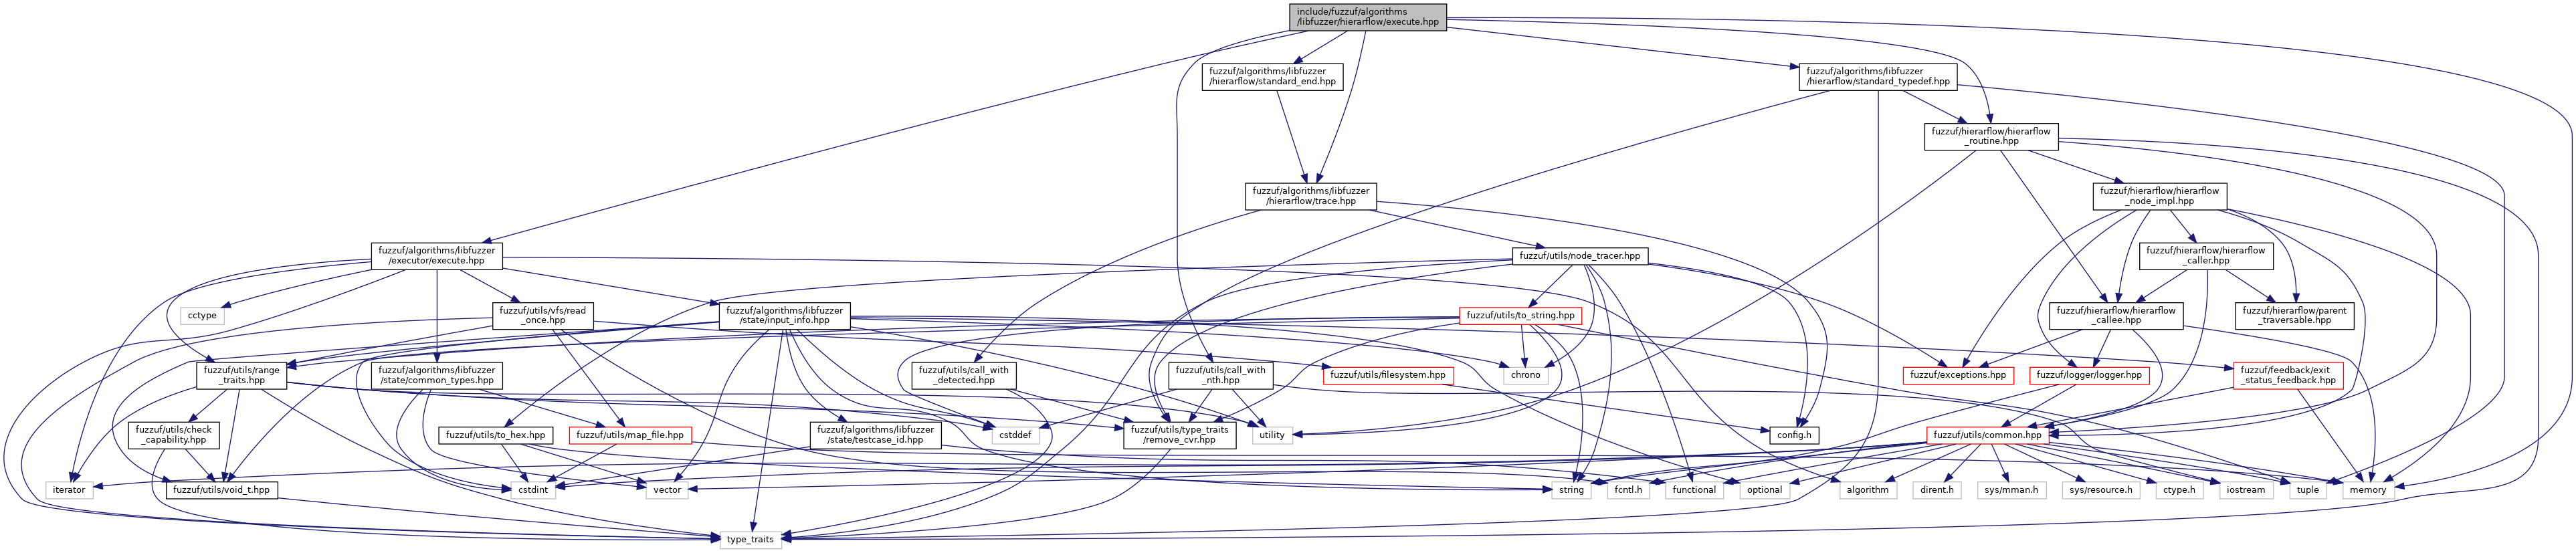 include/fuzzuf/algorithms
/libfuzzer/hierarflow/execute.hpp
fuzzuf/algorithms/libfuzzer
/hierarflow/standard_end.hpp
fuzzuf/algorithms/libfuzzer
/hierarflow/standard_typedef.hpp
fuzzuf/hierarflow/hierarflow
_routine.hpp
fuzzuf/algorithms/libfuzzer
/hierarflow/trace.hpp
fuzzuf/hierarflow/hierarflow
_node_impl.hpp
fuzzuf/algorithms/libfuzzer
/executor/execute.hpp
fuzzuf/utils/node_tracer.hpp
fuzzuf/hierarflow/hierarflow
_caller.hpp
cctype
fuzzuf/utils/vfs/read
_once.hpp
fuzzuf/algorithms/libfuzzer
/state/input_info.hpp
fuzzuf/utils/to_string.hpp
fuzzuf/hierarflow/hierarflow
_callee.hpp
fuzzuf/hierarflow/parent
_traversable.hpp
fuzzuf/utils/range
_traits.hpp
fuzzuf/algorithms/libfuzzer
/state/common_types.hpp
fuzzuf/utils/call_with
_detected.hpp
fuzzuf/utils/call_with
_nth.hpp
fuzzuf/utils/filesystem.hpp
chrono
fuzzuf/exceptions.hpp
fuzzuf/logger/logger.hpp
fuzzuf/feedback/exit
_status_feedback.hpp
fuzzuf/utils/check
_capability.hpp
fuzzuf/utils/to_hex.hpp
fuzzuf/utils/map_file.hpp
fuzzuf/algorithms/libfuzzer
/state/testcase_id.hpp
cstddef
fuzzuf/utils/type_traits
/remove_cvr.hpp
utility
config.h
fuzzuf/utils/common.hpp
iterator
fuzzuf/utils/void_t.hpp
cstdint
vector
string
fcntl.h
functional
optional
algorithm
dirent.h
sys/mman.h
sys/resource.h
ctype.h
iostream
tuple
memory
type_traits